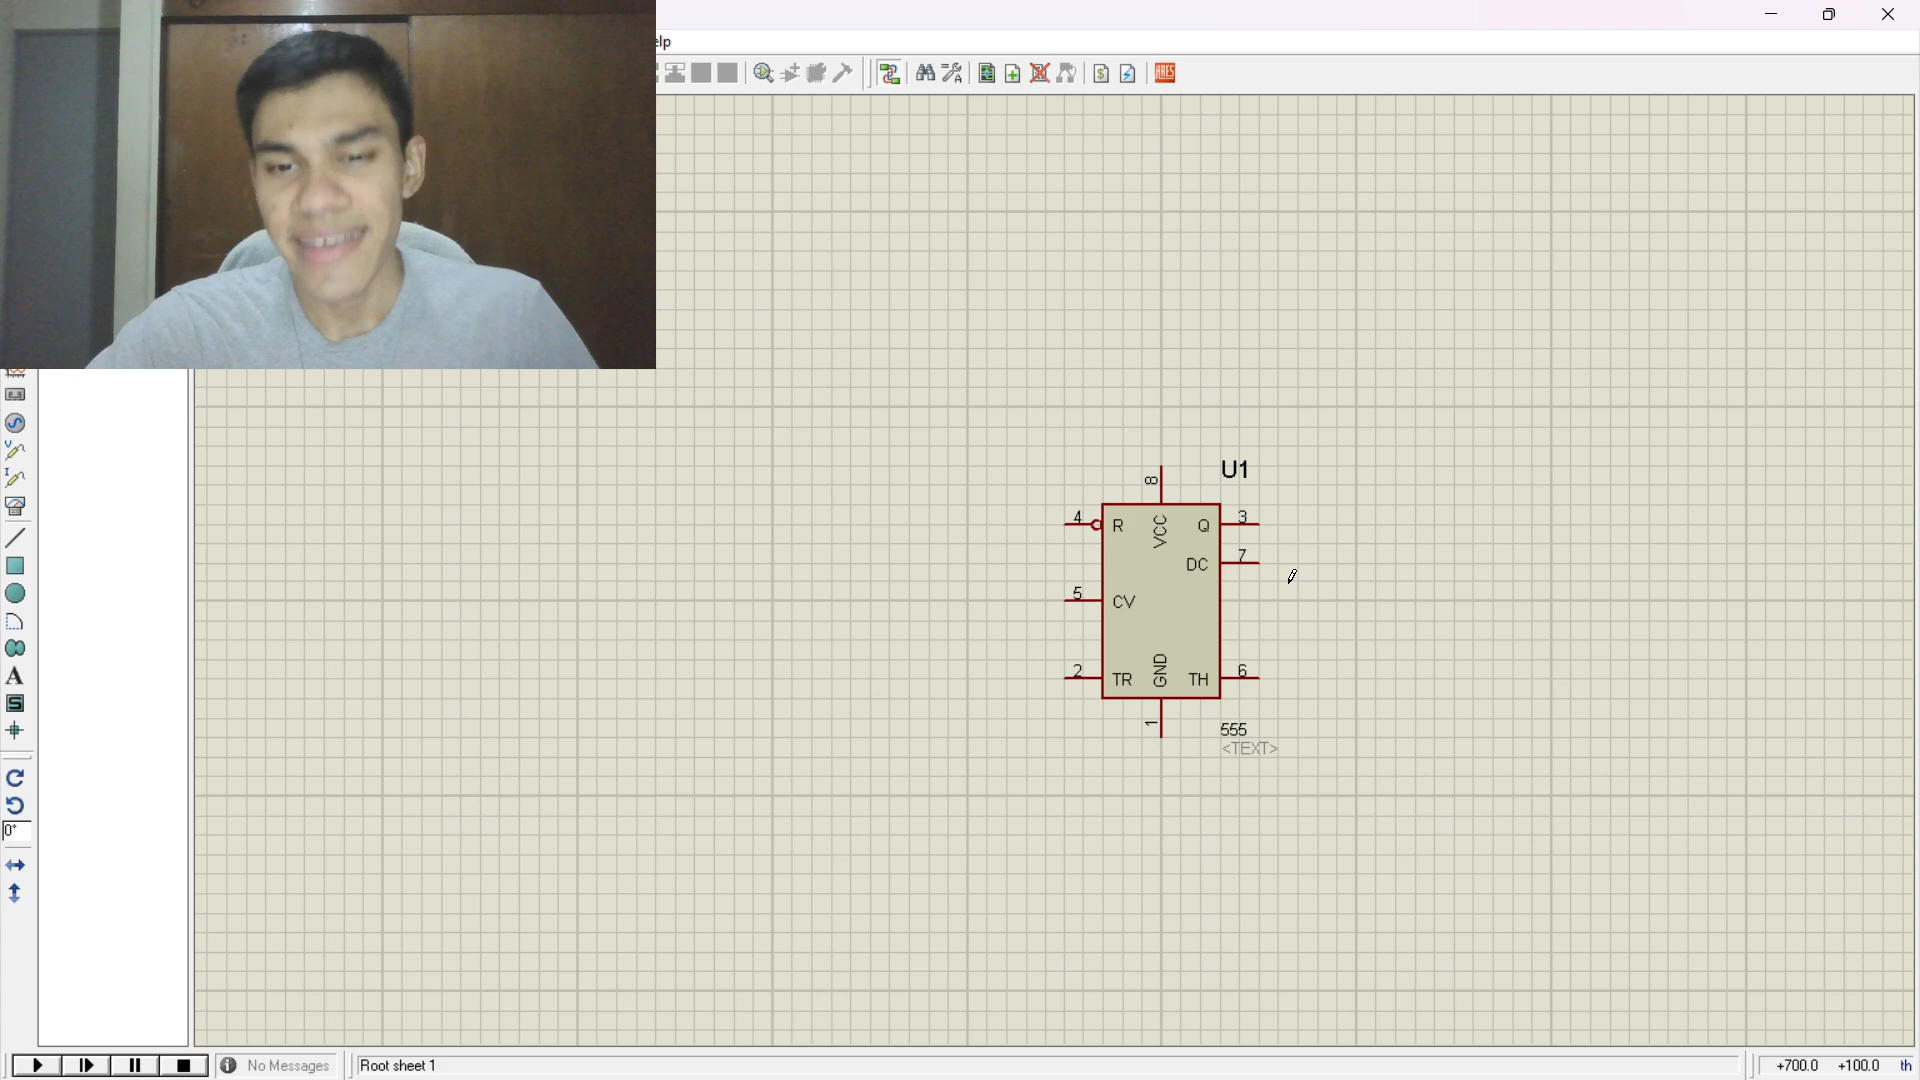 elp
ARES
U1
8
4
R
VCC
Q
3
DC
7
5
CV
2
TR
GND
TH
6
1
555
<TEXT>
V
I
A
S
0°
No Messages
Root sheet 1
+700.0
+100.0
th